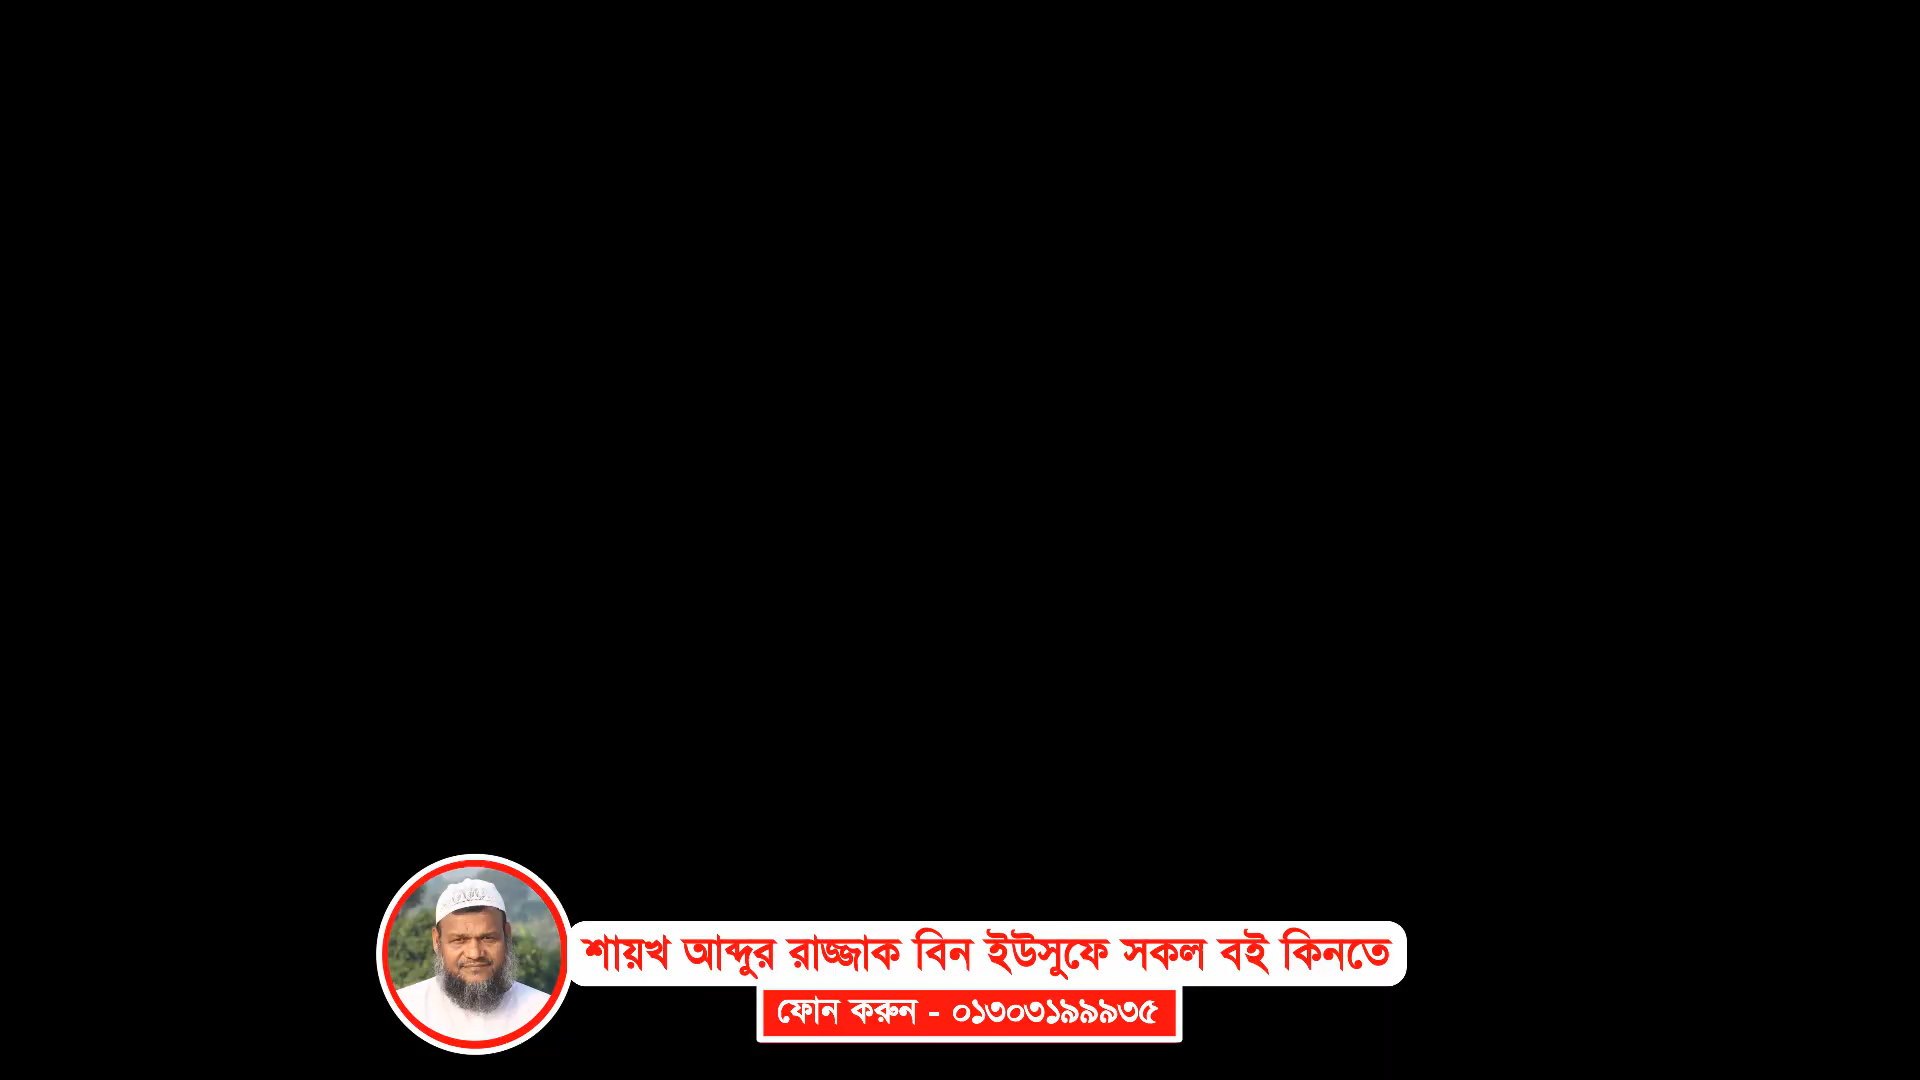 শায়খ আব্দুর রাজ্জাক বিন ইউসুফে সকল বই কিনতে
ফোন করুন - ০১৩০৩১৯৯৯৩৫